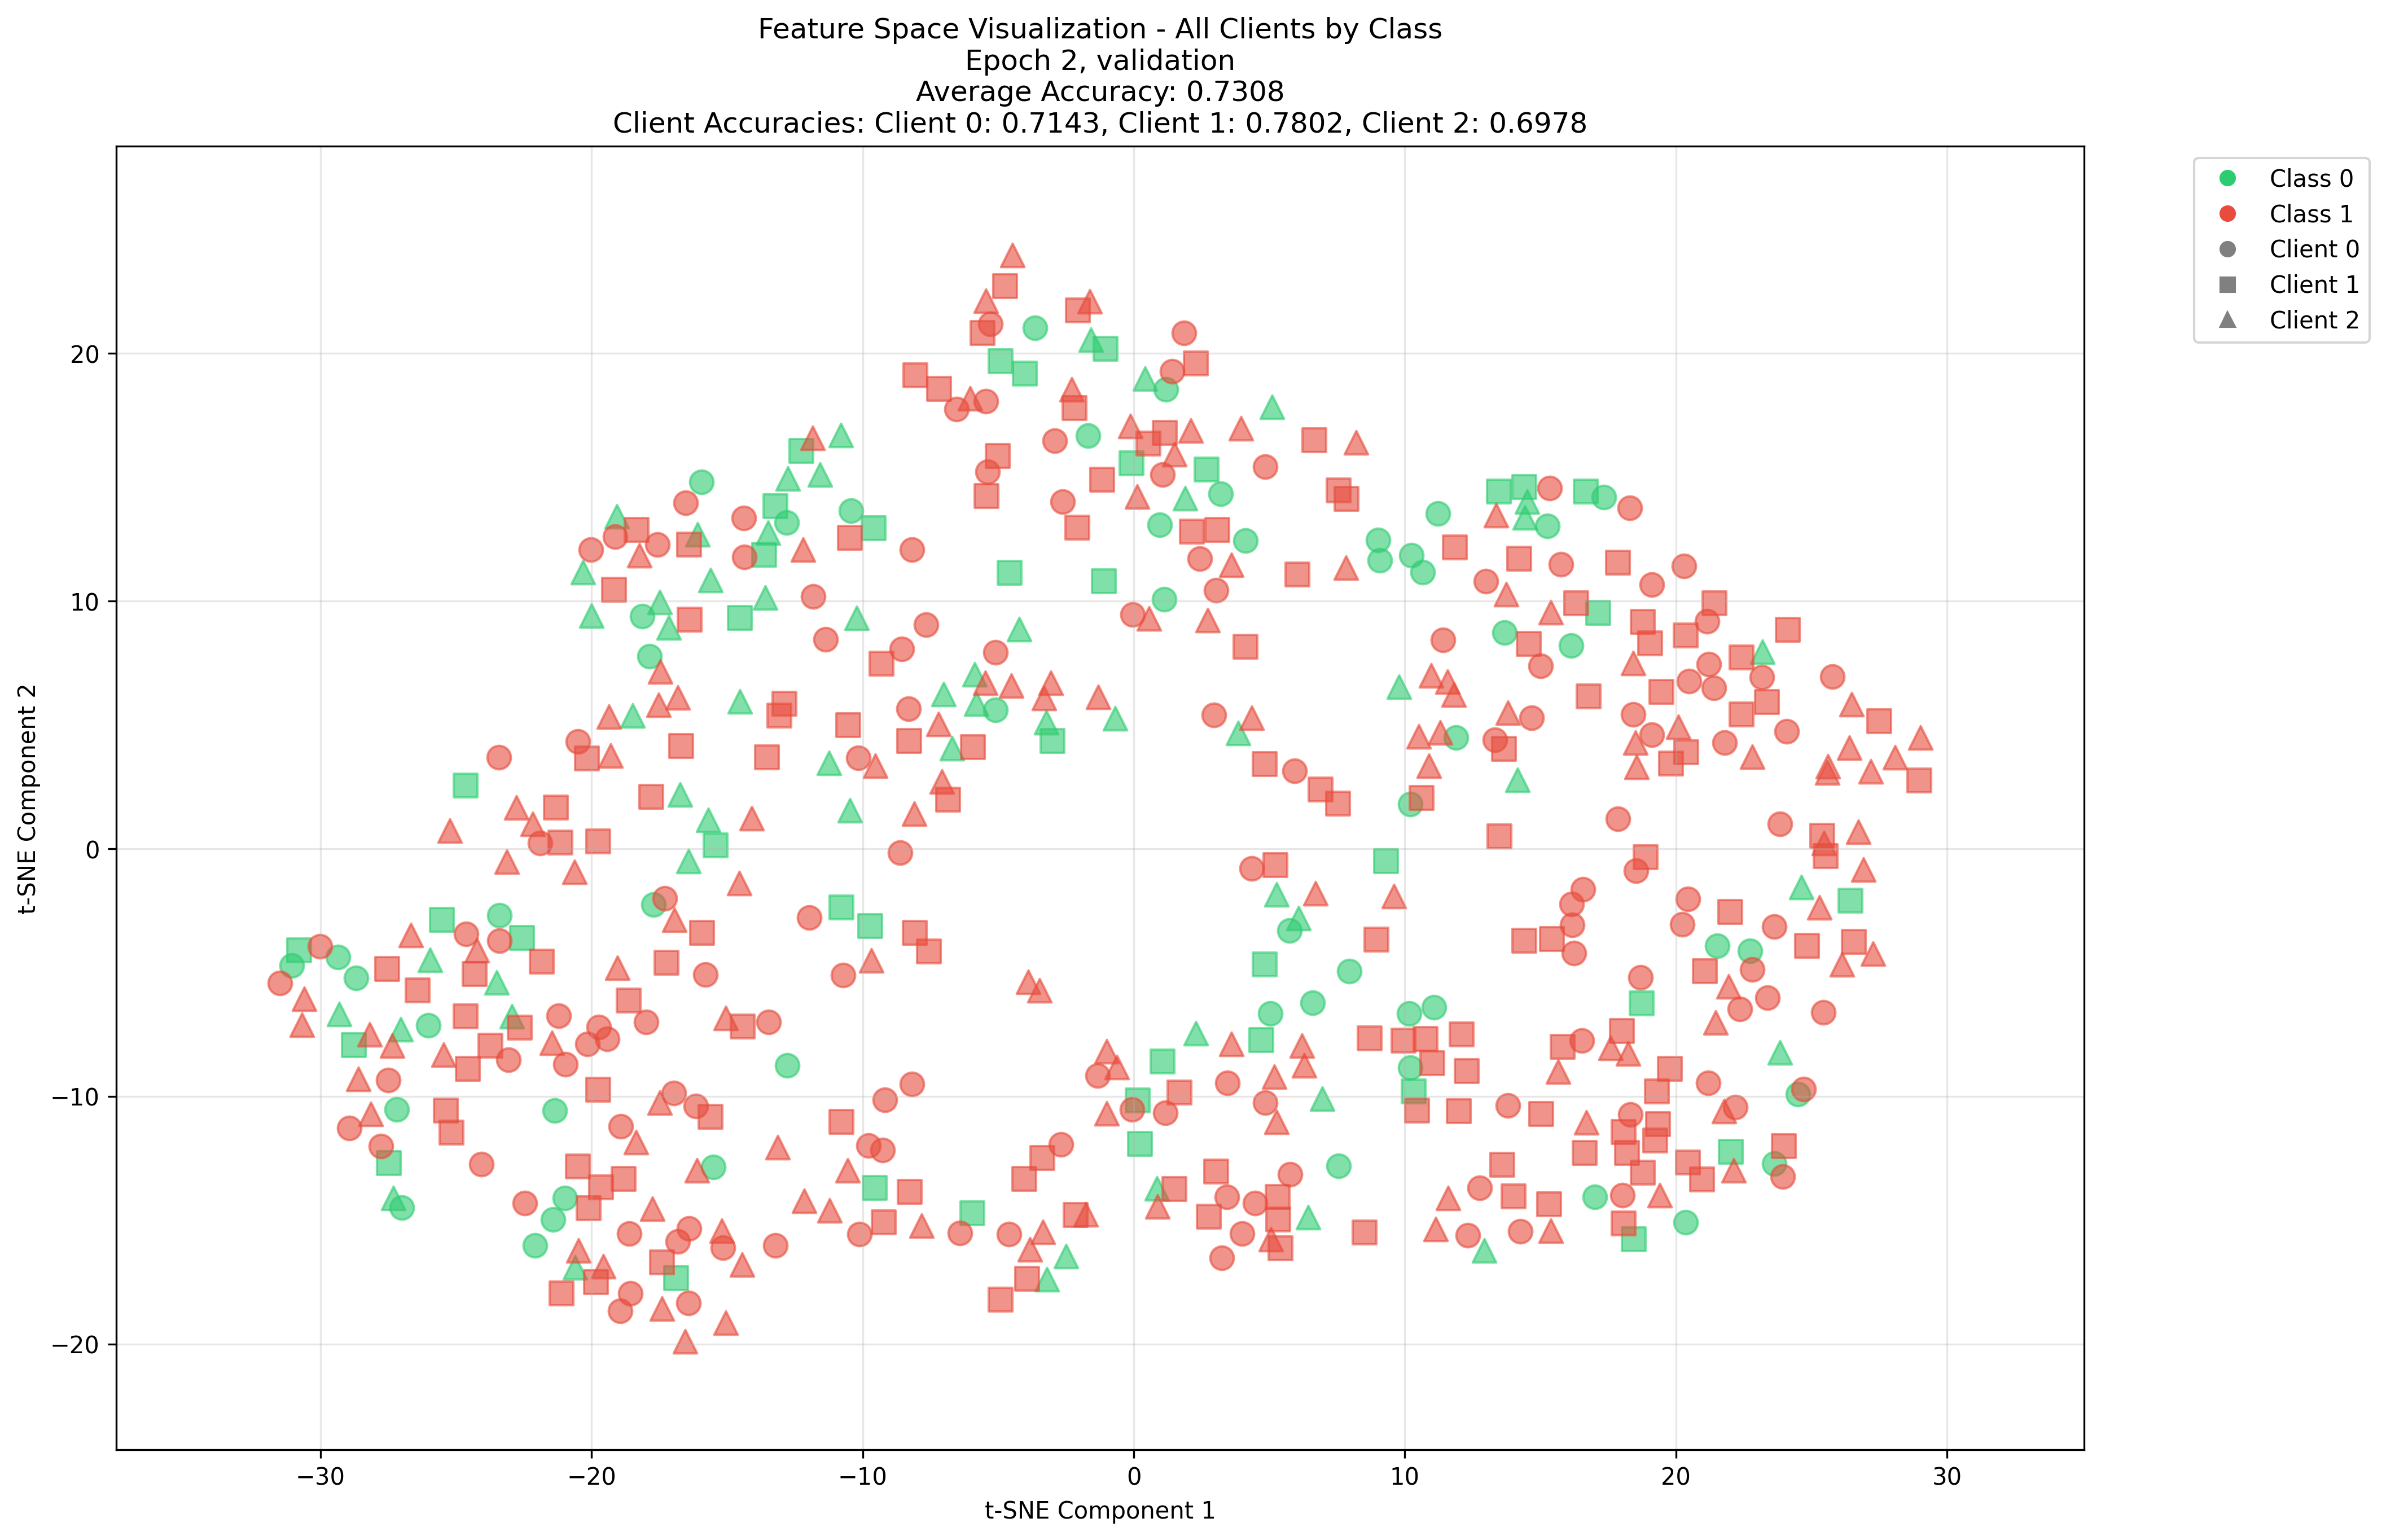 Feature Space Visualization - All Clients by Class
Epoch 2, validation
Average Accuracy: 0.7308
Client Accuracies: Client 0: 0.7143, Client 1: 0.7802, Client 2: 0.6978
Class 0
Class 1
Client 0
Client 1
Client 2
t-SNE Component 2
20
10
0
−10
−20
−30
−20
−10
0
10
20
30
t-SNE Component 1